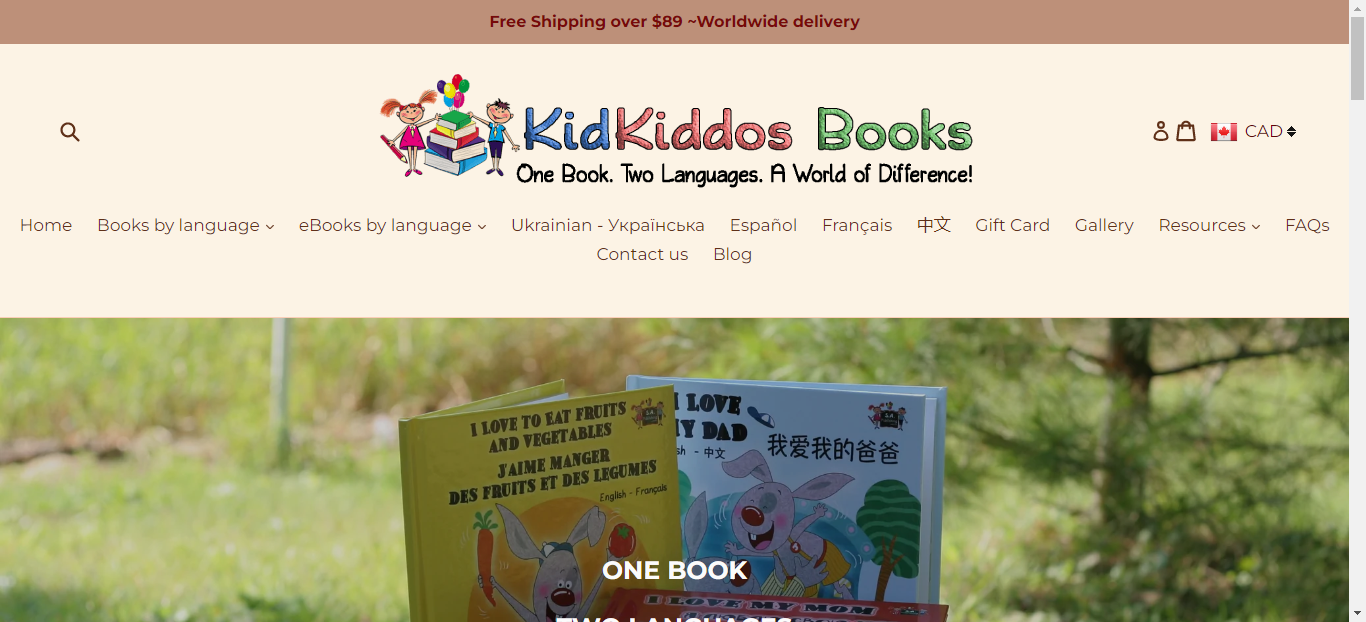 Free Shipping over $89 ~Worldwide delivery
KidKiddos Books
One Book. Two Languages. A World of Difference!
CAD
Home Books by language eBooks by language Ukrainian - Українська Español Français 中文 Gift Card Gallery Resources FAQs
Contact us Blog
I LOVE TO EAT FRUITS
AND VEGETABLES
J'AIME MANGER
DES FRUITS ET DES LEGUMES
English - Français
I LOVE
MY DAD
中文
我爱我的爸爸
ONE BOOK
I LOVE MY MOM
TWO LANGUAGES